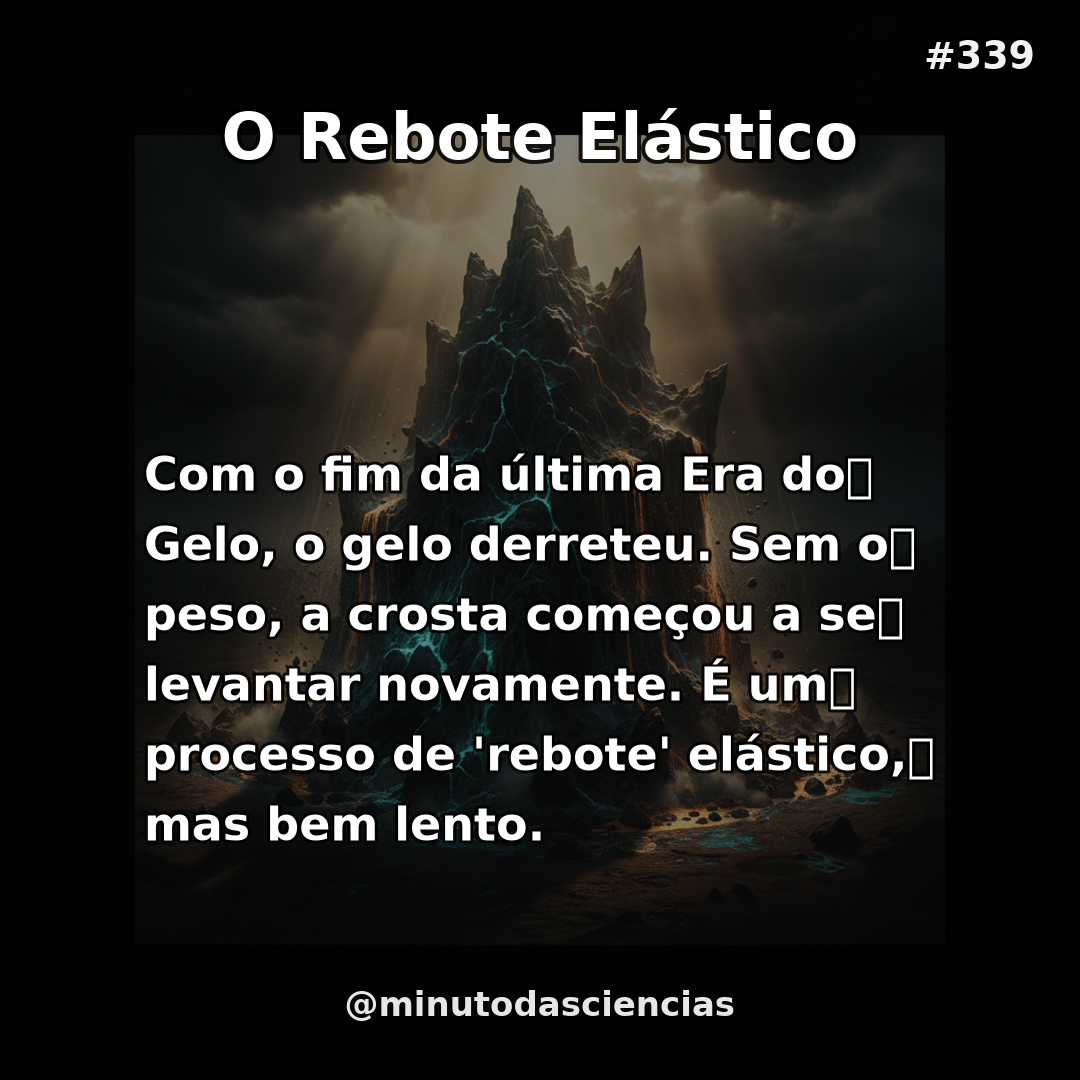 #339
O Rebote Elástico
Com o fim da última Era do▯
Gelo, o gelo derreteu. Sem o▯
peso, a crosta começou a se▯
levantar novamente. É um▯
processo de 'rebote' elástico,▯
mas bem lento.
@minutodasciencias